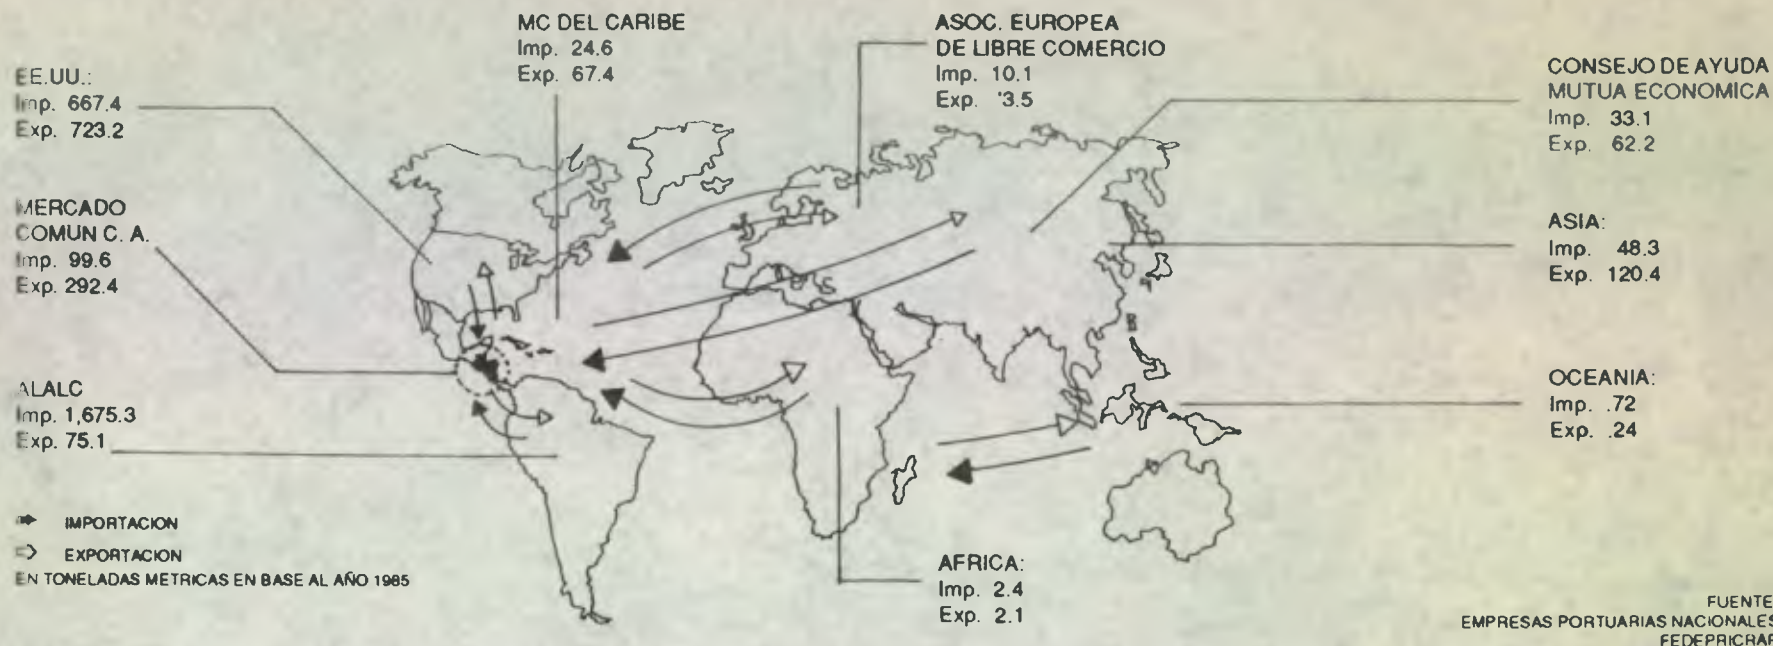 MC DEL CARIBE
Imp. 24.6
Exp. 67.4
ASOC. EUROPEA
DE LIBRE COMERCIO
Imp. 10.1
Exp. '3.5
EE.UU.:
Imp. 667.4
Exp. 723.2
CONSEJO DE AYUDA
MUTUA ECONOMICA
Imp. 33.1
Exp. 62.2
MERCADO
COMUN C. A.
Imp. 99.6
Exp. 292.4
ASIA:
Imp. 48.3
Exp. 120.4
ALALC
Imp. 1,675.3
Exp. 75.1
OCEANIA:
Imp. .72
Exp. .24
IMPORTACION
EXPORTACION
EN TONELADAS METRICAS EN BASE AL AÑO 1985
AFRICA:
Imp. 2.4
Exp. 2.1
FUENTE
EMPRESAS PORTUARIAS NACIONALES
FEDEPRICRAP